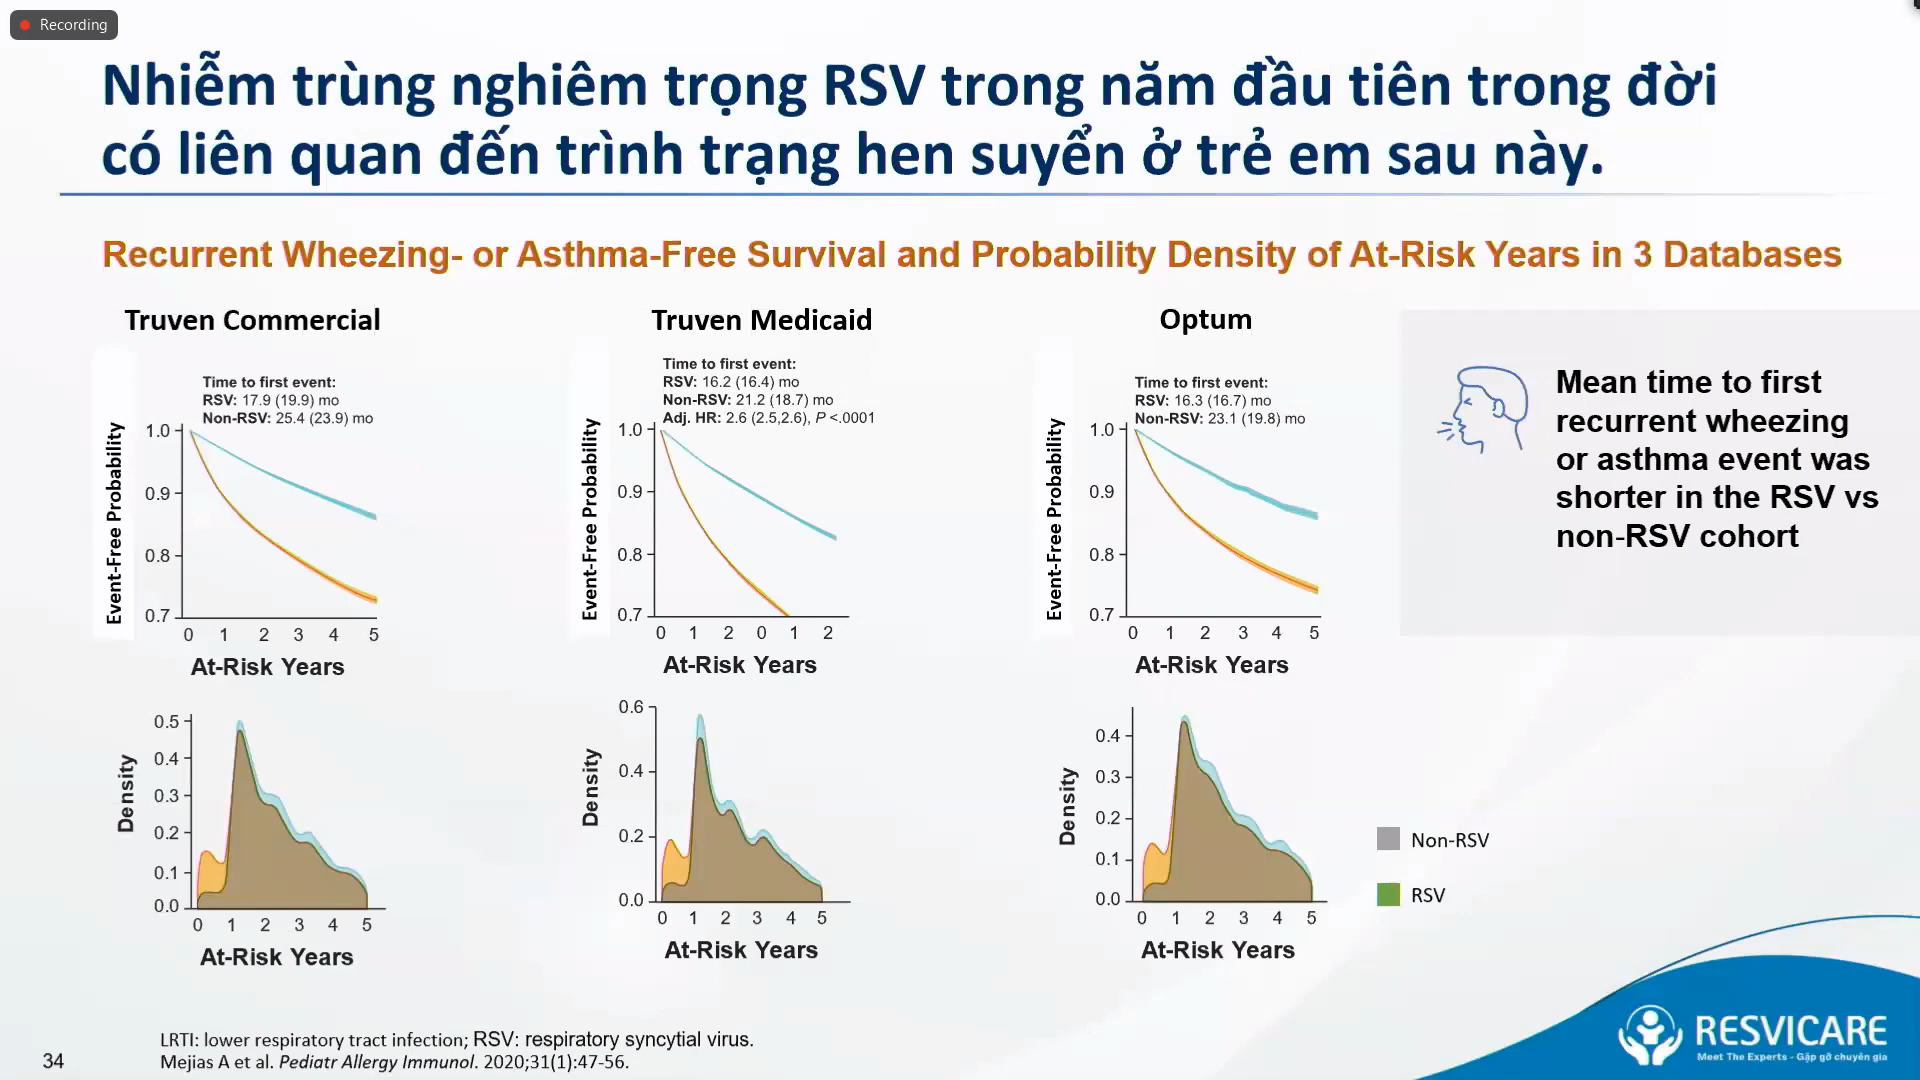 Recording
Nhiễm trùng nghiêm trọng RSV trong năm đầu tiên trong đời
có liên quan đến trình trạng hen suyển ở trẻ em sau này.
Recurrent Wheezing- or Asthma-Free Survival and Probability Density of At-Risk Years in 3 Databases
Truven Commercial
Time to first event:
RSV: 17.9 (19.9) mo
Non-RSV: 25.4 (23.9) mo
Event-Free Probability
1.0
0.9
0.8
0.7
0 1 2 3 4 5
At-Risk Years
Truven Medicaid
Time to first event:
RSV: 16.2 (16.4) mo
Non-RSV: 21.2 (18.7) mo
Adj. HR: 2.6 (2.5,2.6), P <.0001
Event-Free Probability
1.0
0.9
0.8
0.7
0 1 2 0 1 2
At-Risk Years
Optum
Time to first event:
RSV: 16.3 (16.7) mo
Non-RSV: 23.1 (19.8) mo
Event-Free Probability
1.0
0.9
0.8
0.7
0 1 2 3 4 5
At-Risk Years
Mean time to first
recurrent wheezing
or asthma event was
shorter in the RSV vs
non-RSV cohort
Density
0.5
0.4
0.3
0.2
0.1
0.0
0 1 2 3 4 5
At-Risk Years
Density
0.6
0.4
0.2
0.0
0 1 2 3 4 5
At-Risk Years
Density
0.4
0.3
0.2
0.1
0.0
0 1 2 3 4 5
At-Risk Years
Non-RSV
RSV
LRTI: lower respiratory tract infection; RSV: respiratory syncytial virus.
Mejias A et al. Pediatr Allergy Immunol. 2020;31(1):47-56.
34
RESVICARE
Meet The Experts - Gặp gỡ chuyên gia